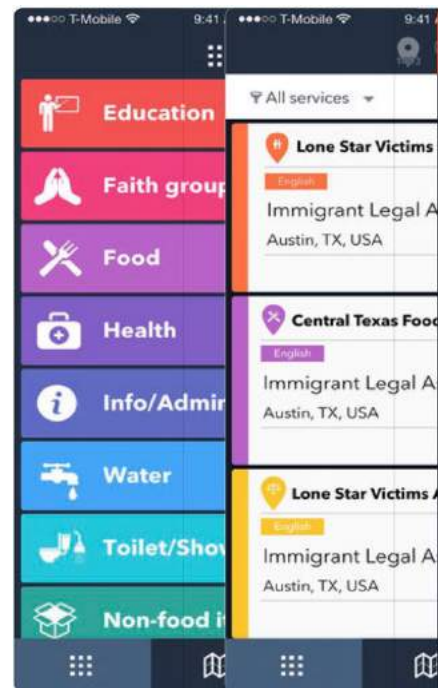 T-Mobile 9:41
Education
Faith group
Food
Health
Info/Admin
Water
Toilet/Show
Non-food i
T-Mobile 9:41
All services
Lone Star Victims
English
Immigrant Legal A
Austin, TX, USA
Central Texas Food
English
Immigrant Legal A
Austin, TX, USA
Lone Star Victims A
English
Immigrant Legal A
Austin, TX, USA